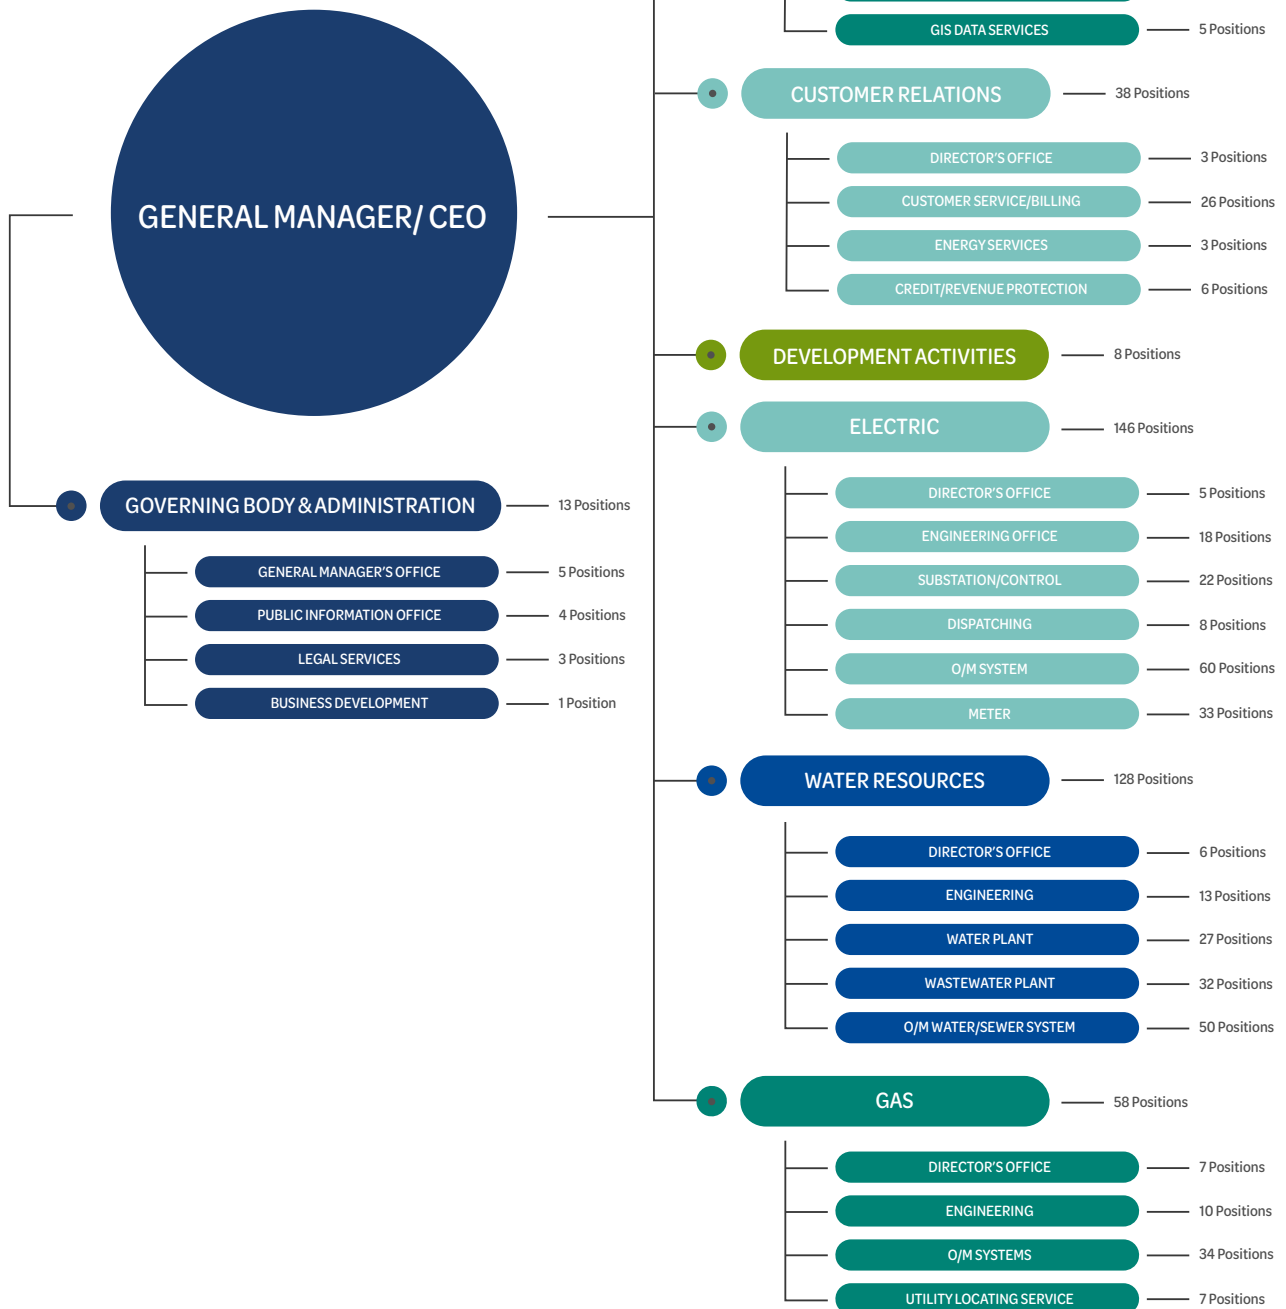 GENERAL MANAGER/ CEO
GOVERNING BODY & ADMINISTRATION 13 Positions
GENERAL MANAGER'S OFFICE 5 Positions
PUBLIC INFORMATION OFFICE 4 Positions
LEGAL SERVICES 3 Positions
BUSINESS DEVELOPMENT 1 Position
GIS DATA SERVICES 5 Positions
CUSTOMER RELATIONS 38 Positions
DIRECTOR'S OFFICE 3 Positions
CUSTOMER SERVICE/BILLING 26 Positions
ENERGY SERVICES 3 Positions
CREDIT/REVENUE PROTECTION 6 Positions
DEVELOPMENT ACTIVITIES 8 Positions
ELECTRIC 146 Positions
DIRECTOR'S OFFICE 5 Positions
ENGINEERING OFFICE 18 Positions
SUBSTATION/CONTROL 22 Positions
DISPATCHING 8 Positions
O/M SYSTEM 60 Positions
METER 33 Positions
WATER RESOURCES 128 Positions
DIRECTOR'S OFFICE 6 Positions
ENGINEERING 13 Positions
WATER PLANT 27 Positions
WASTEWATER PLANT 32 Positions
O/M WATER/SEWER SYSTEM 50 Positions
GAS 58 Positions
DIRECTOR'S OFFICE 7 Positions
ENGINEERING 10 Positions
O/M SYSTEMS 34 Positions
UTILITY LOCATING SERVICE 7 Positions